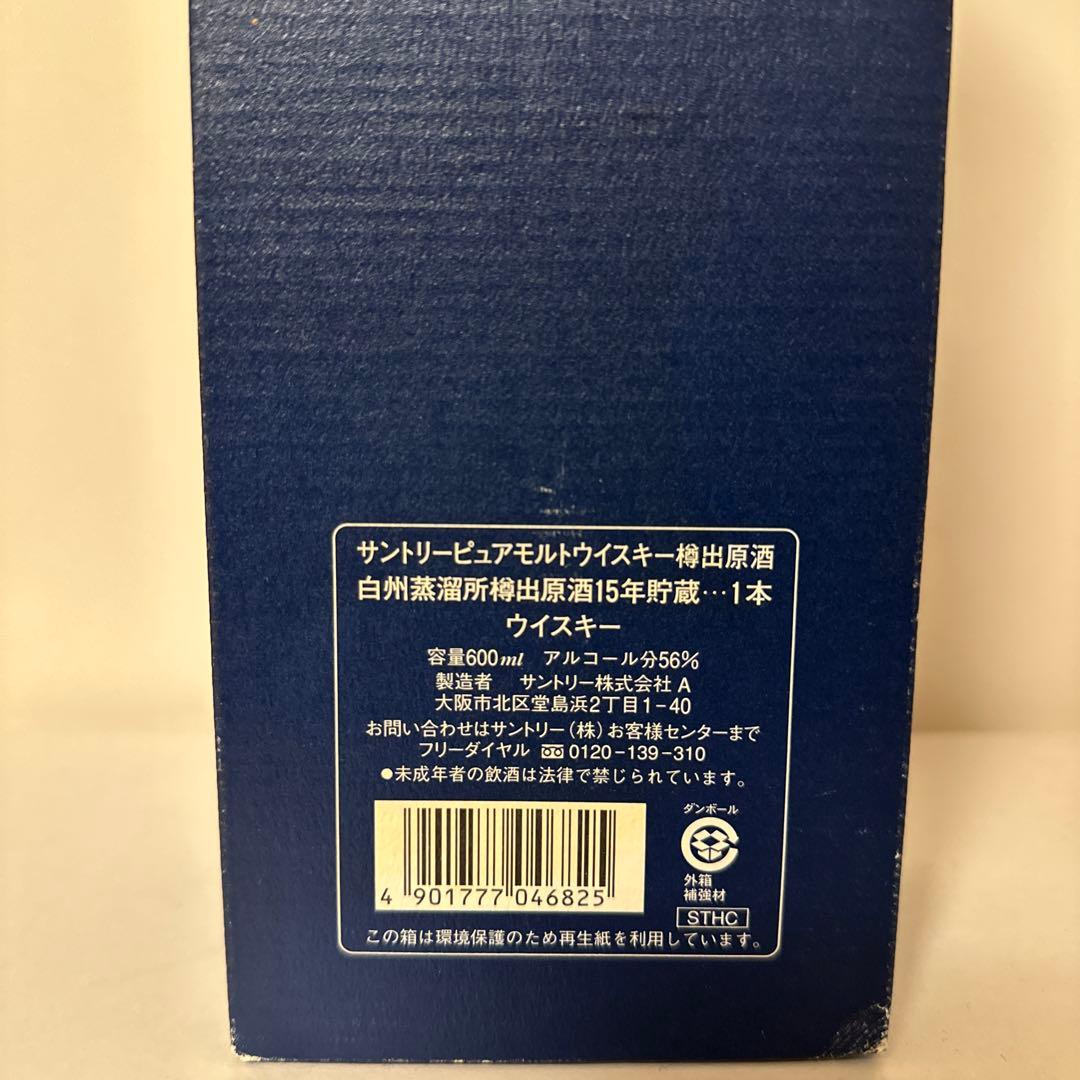 サントリーピュアモルトウイスキー樽出原酒
白州蒸溜所樽出原酒15年貯蔵…1本
ウイスキー
容量600ml アルコール分56%
製造者 サントリー株式会社 A
大阪市北区堂島浜2丁目1-40
お問い合わせはサントリー(株)お客様センターまで
フリーダイヤル 0120-139-310
●未成年者の飲酒は法律で禁じられています。
ダンボール
外箱
補強材
STHC
4 901777 046825
この箱は環境保護のため再生紙を利用しています。